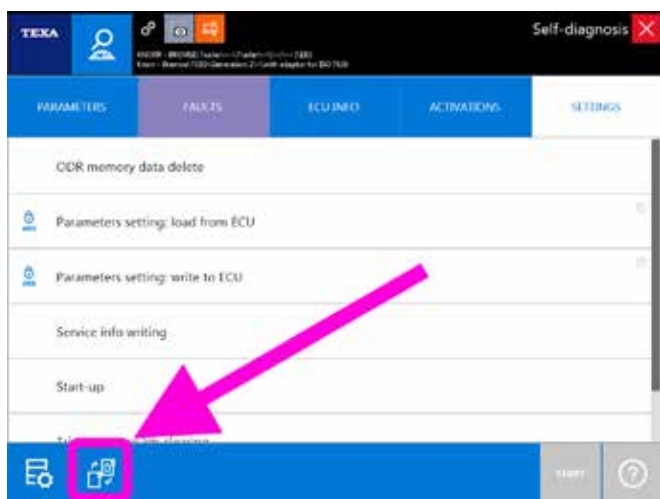 TEXA
Self-diagnosis
PARAMETERS
FAULTS
ECU INFO
ACTIVATIONS
SETTINGS
ODR memory data delete
Parameters setting: load from ECU
Parameters setting: write to ECU
Service info writing
Start-up
clearing
START